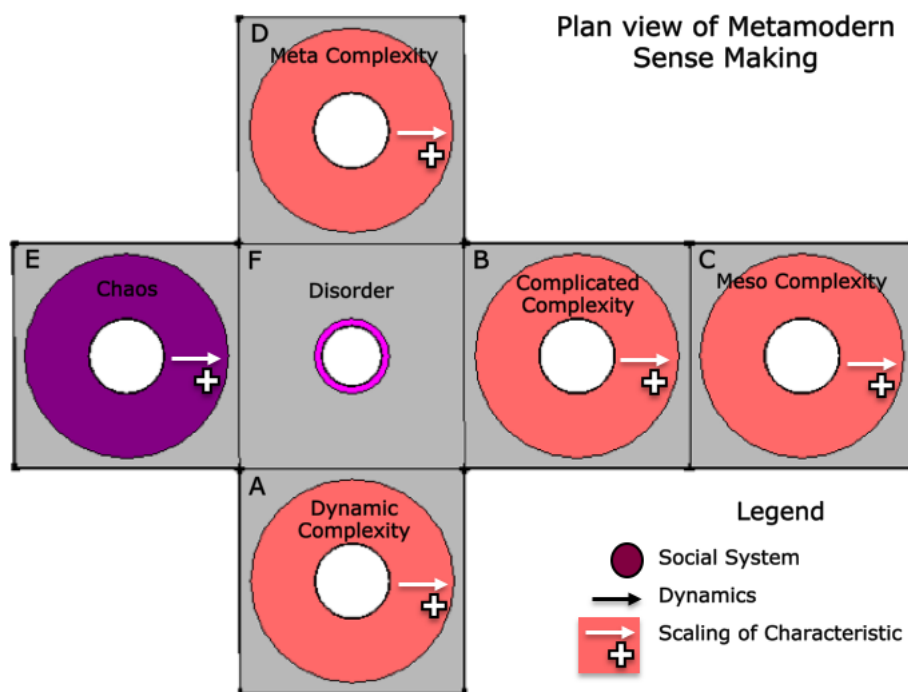 Plan view of Metamodern
Sense Making
D
Meta Complexity
E
Chaos
F
Disorder
B
Complicated
Complexity
C
Meso Complexity
A
Dynamic
Complexity
Legend
Social System
Dynamics
Scaling of Characteristic